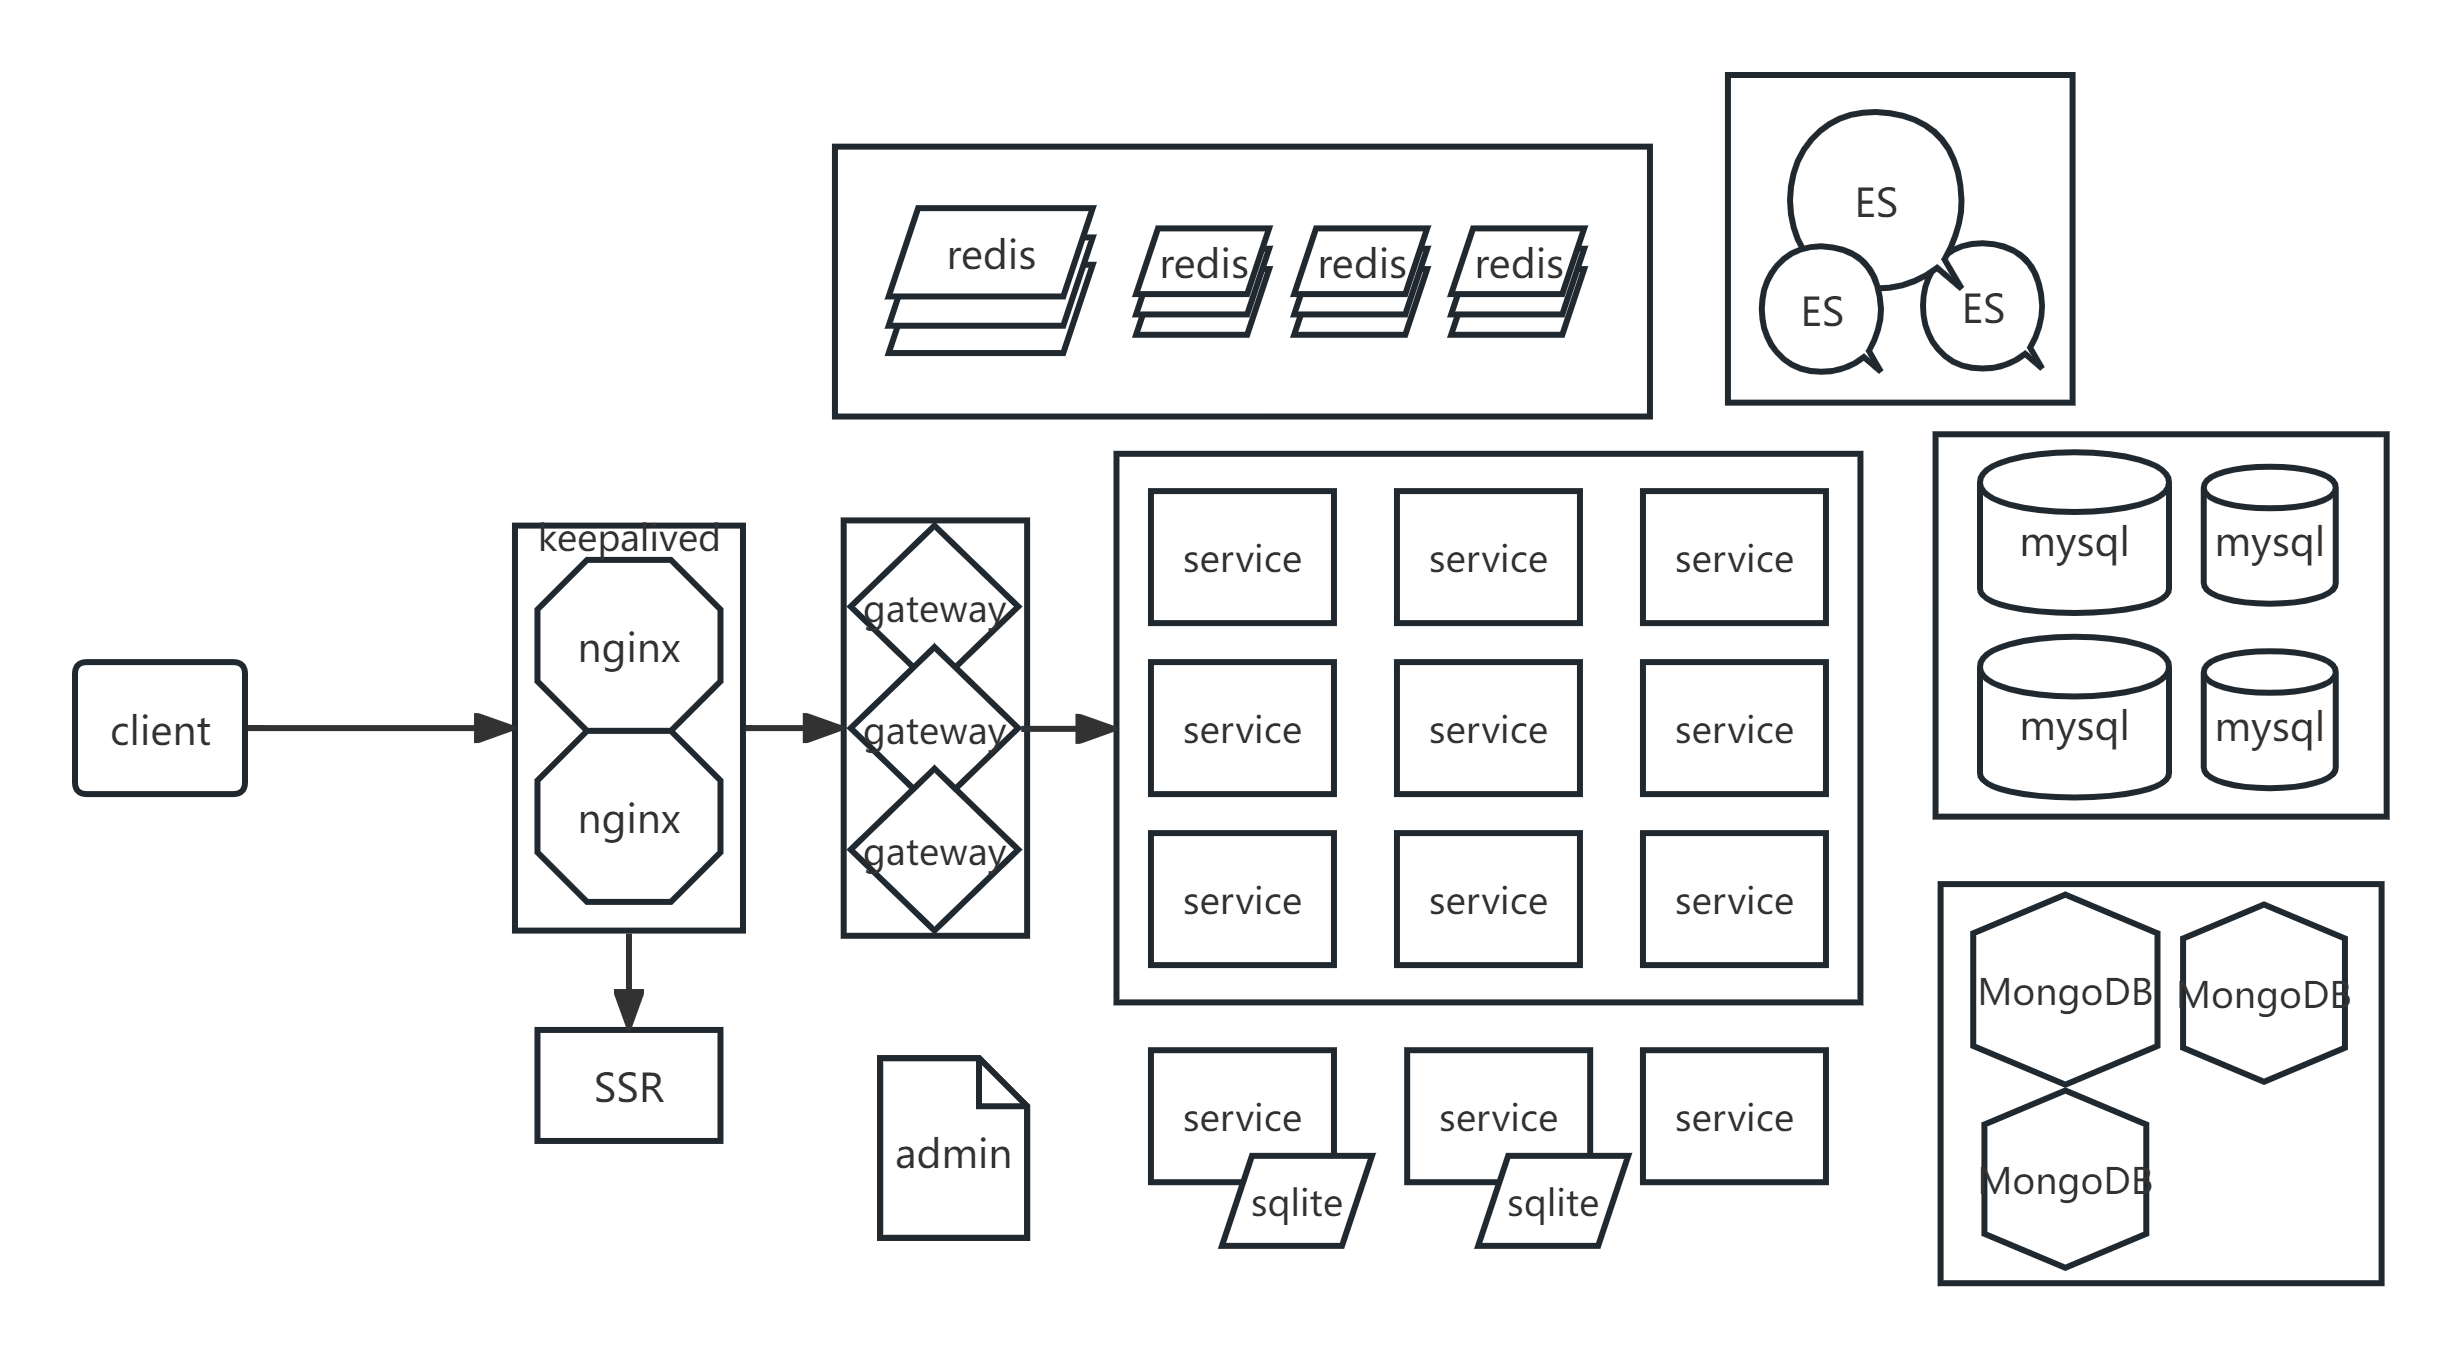 redis
redis
redis
redis
ES
ES
ES
keepalived
nginx
nginx
client
SSR
gateway
gateway
gateway
service
service
service
service
service
service
service
service
service
mysql
mysql
mysql
mysql
MongoDB
MongoDB
MongoDB
admin
service
sqlite
service
sqlite
service